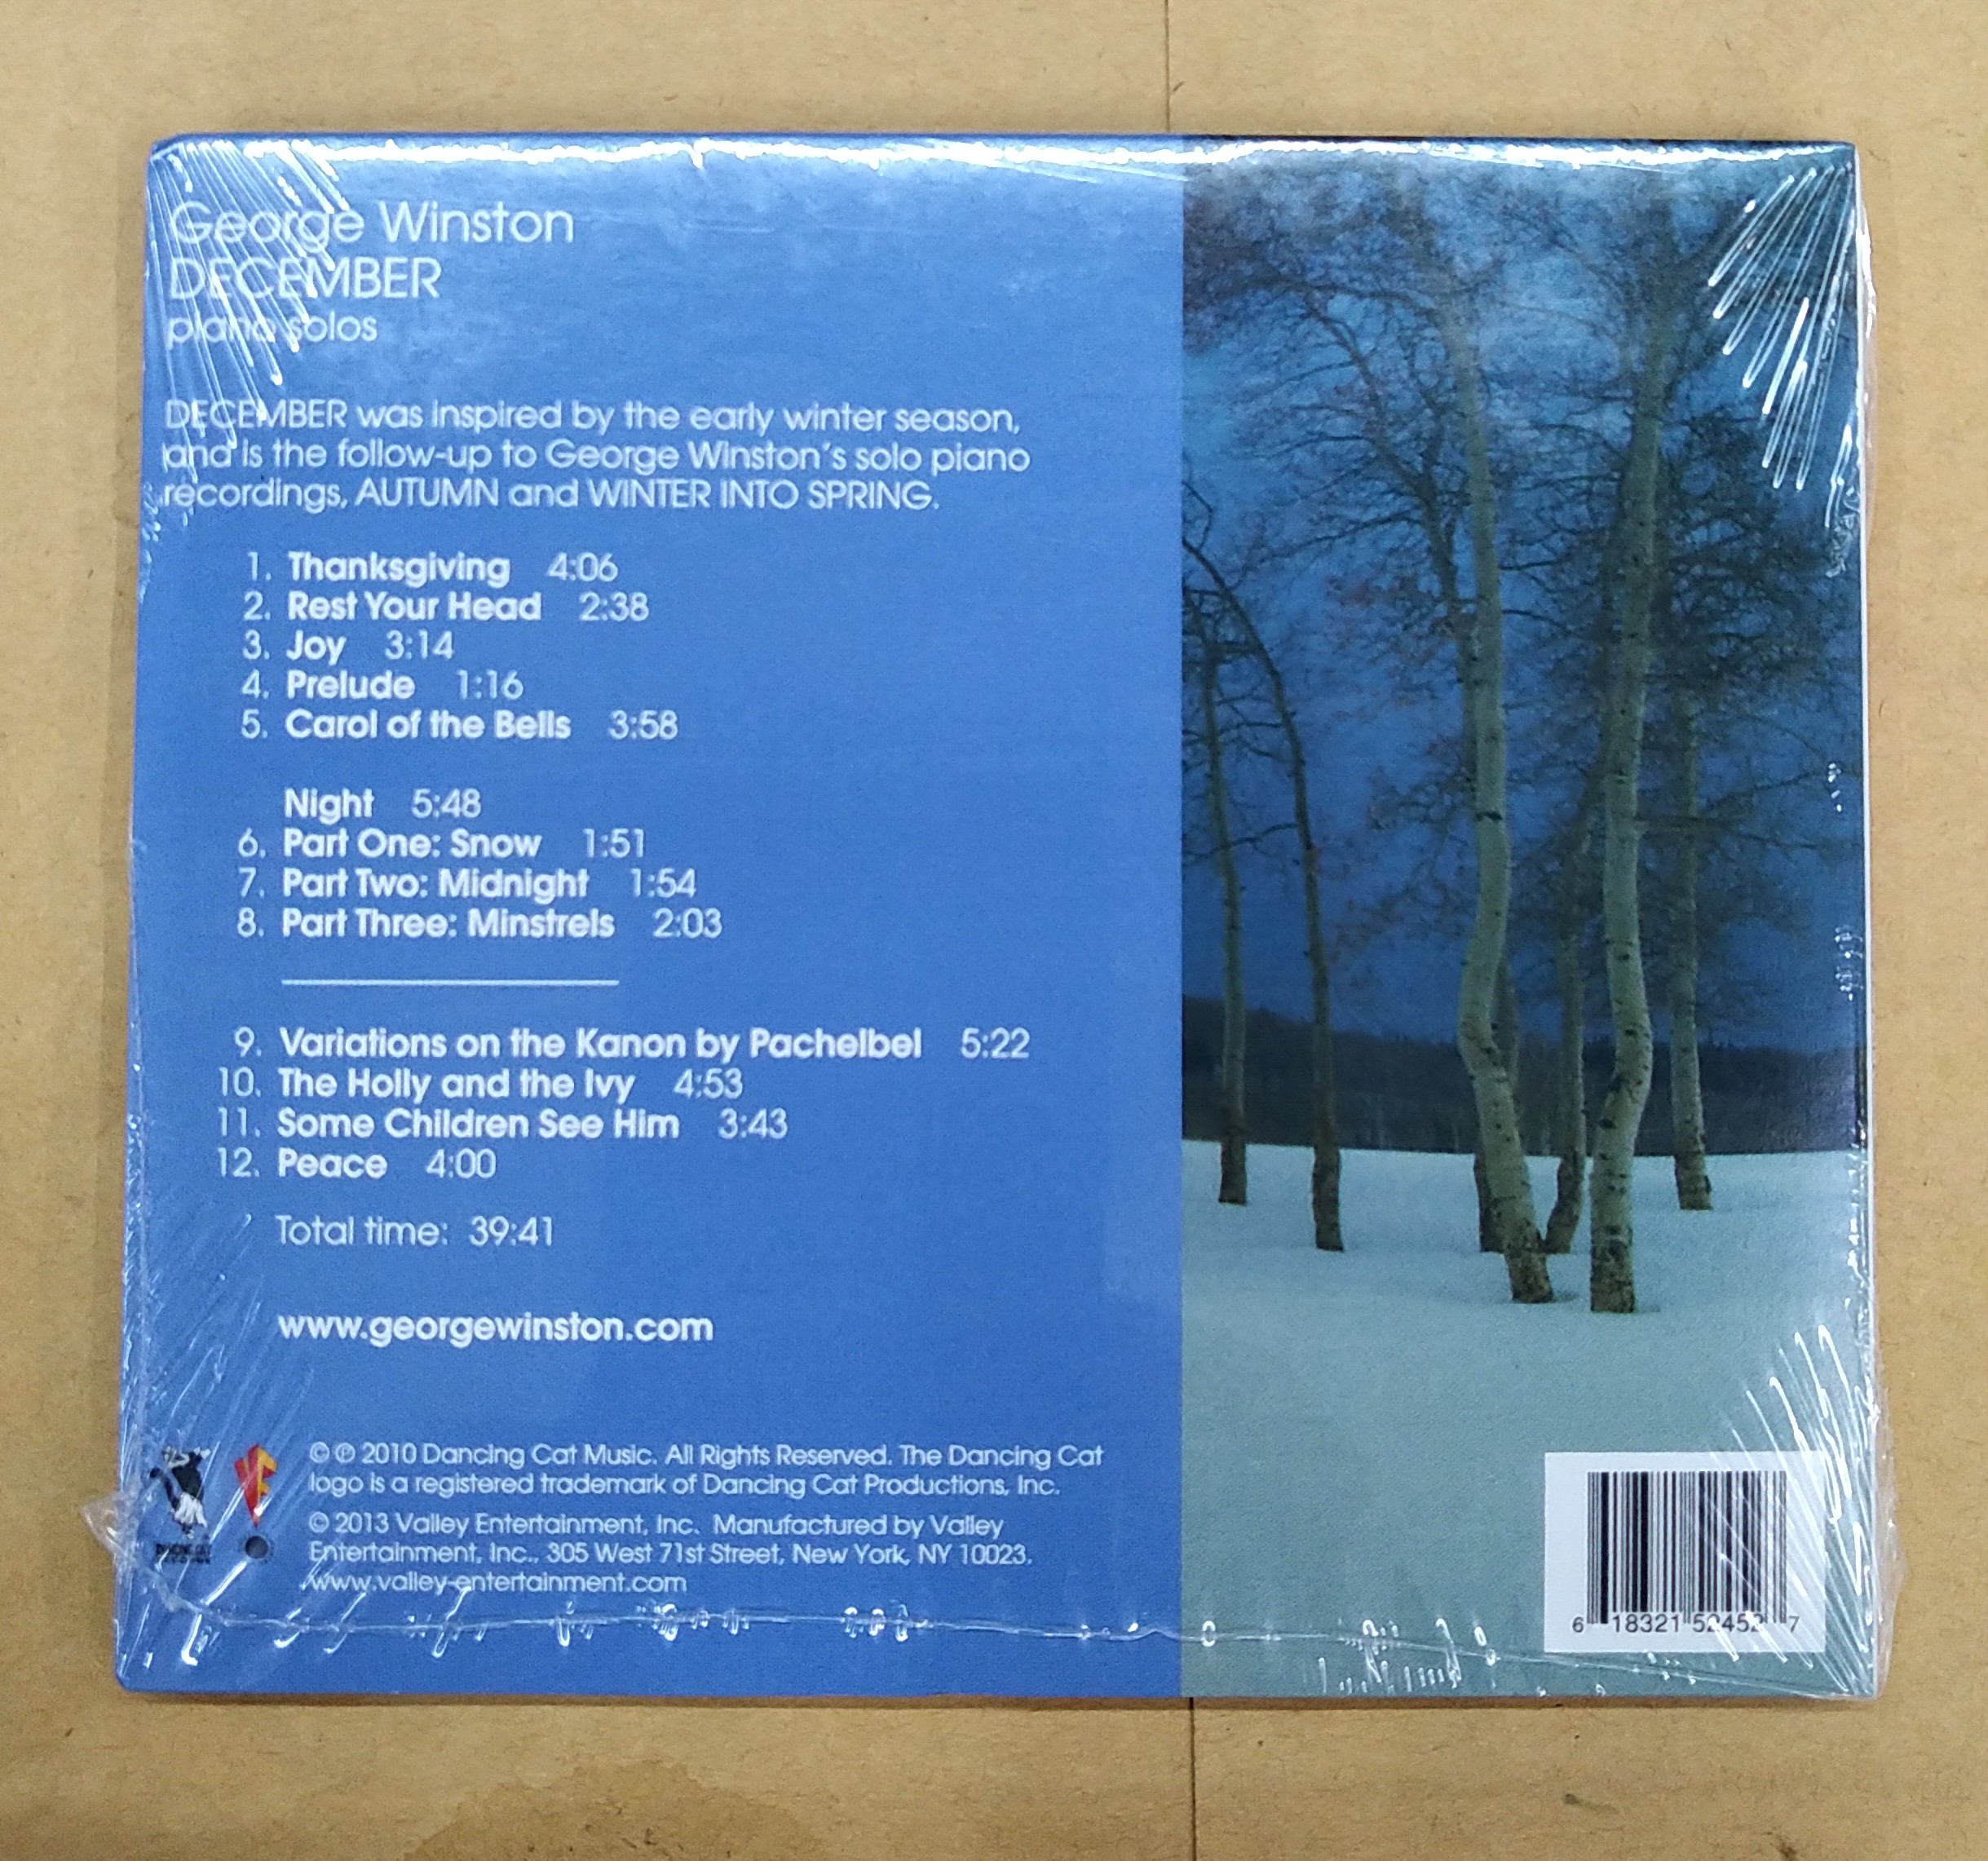 George Winston
DECEMBER
piano solos
DECEMBER was inspired by the early winter season,
and is the follow-up to George Winston's solo piano
recordings, AUTUMN and WINTER INTO SPRING.
1. Thanksgiving 4:06
2. Rest Your Head 2:38
3. Joy 3:14
4. Prelude 1:16
5. Carol of the Bells 3:58
Night 5:48
6. Part One: Snow 1:51
7. Part Two: Midnight 1:54
8. Part Three: Minstrels 2:03
9. Variations on the Kanon by Pachelbel 5:22
10. The Holly and the Ivy 4:53
11. Some Children See Him 3:43
12. Peace 4:00
Total time: 39:41
www.georgewinston.com
© ℗ 2010 Dancing Cat Music. All Rights Reserved. The Dancing Cat
logo is a registered trademark of Dancing Cat Productions, Inc.
© 2013 Valley Entertainment, Inc. Manufactured by Valley
Entertainment, Inc., 305 West 71st Street, New York, NY 10023.
www.valley-entertainment.com
DANCING CAT
6 18321 52452 7